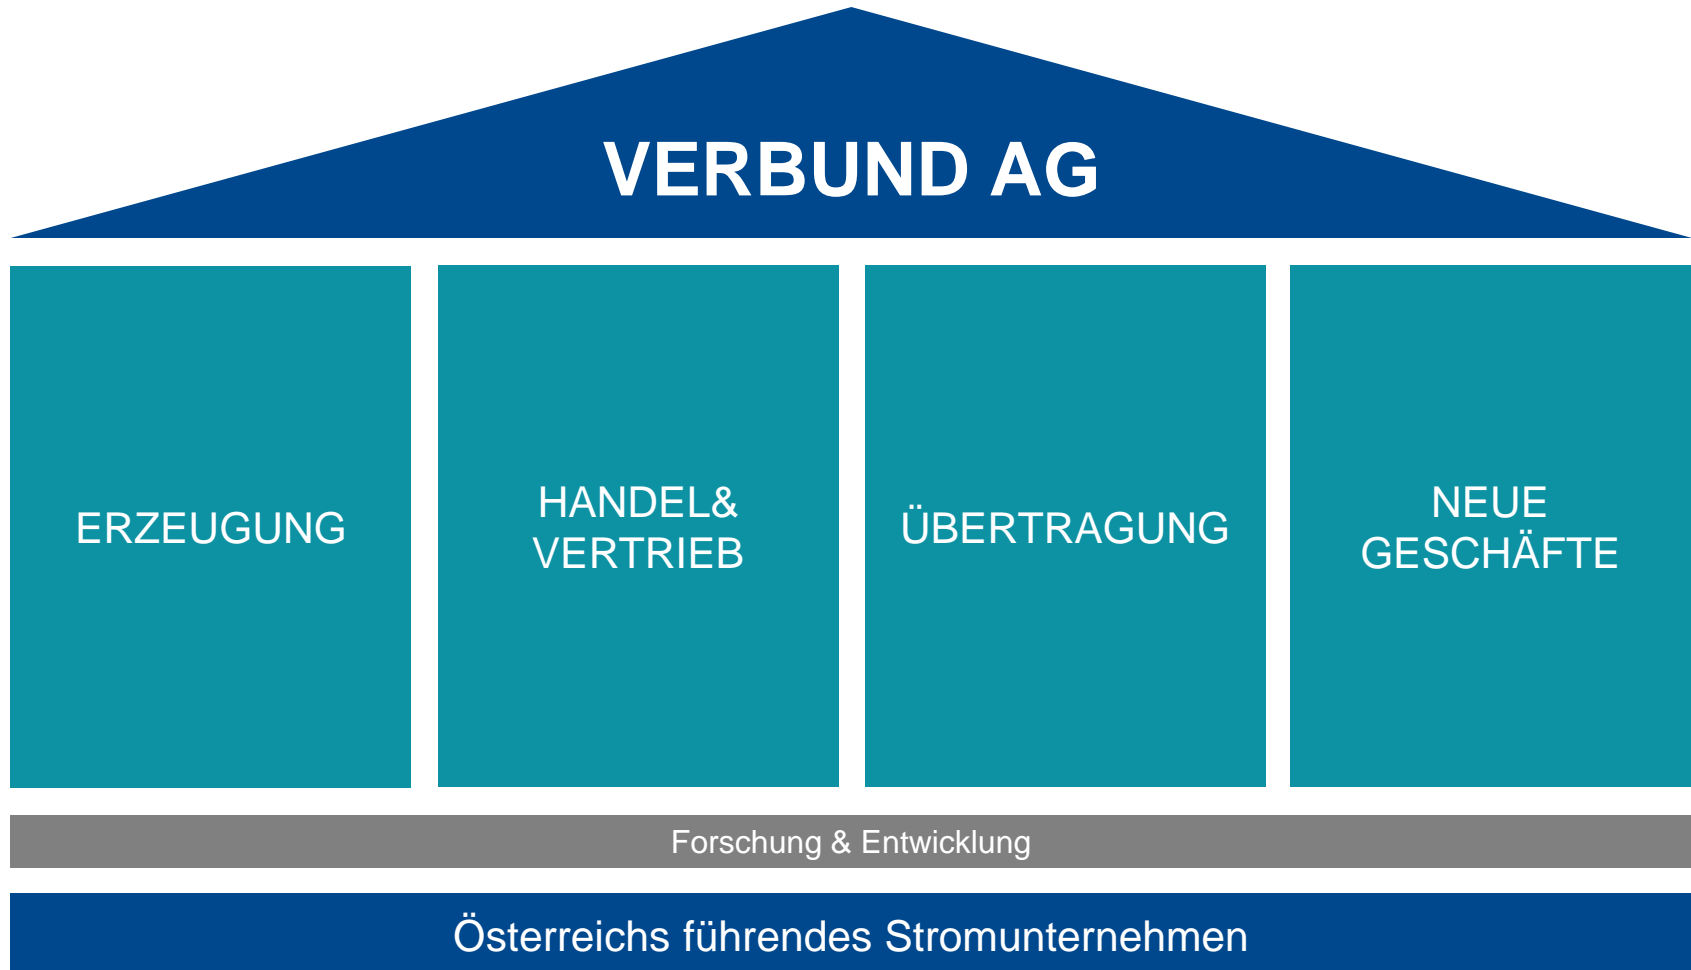 VERBUND AG
ERZEUGUNG
HANDEL&
VERTRIEB
ÜBERTRAGUNG
NEUE
GESCHÄFTE
Forschung & Entwicklung
Österreichs führendes Stromunternehmen